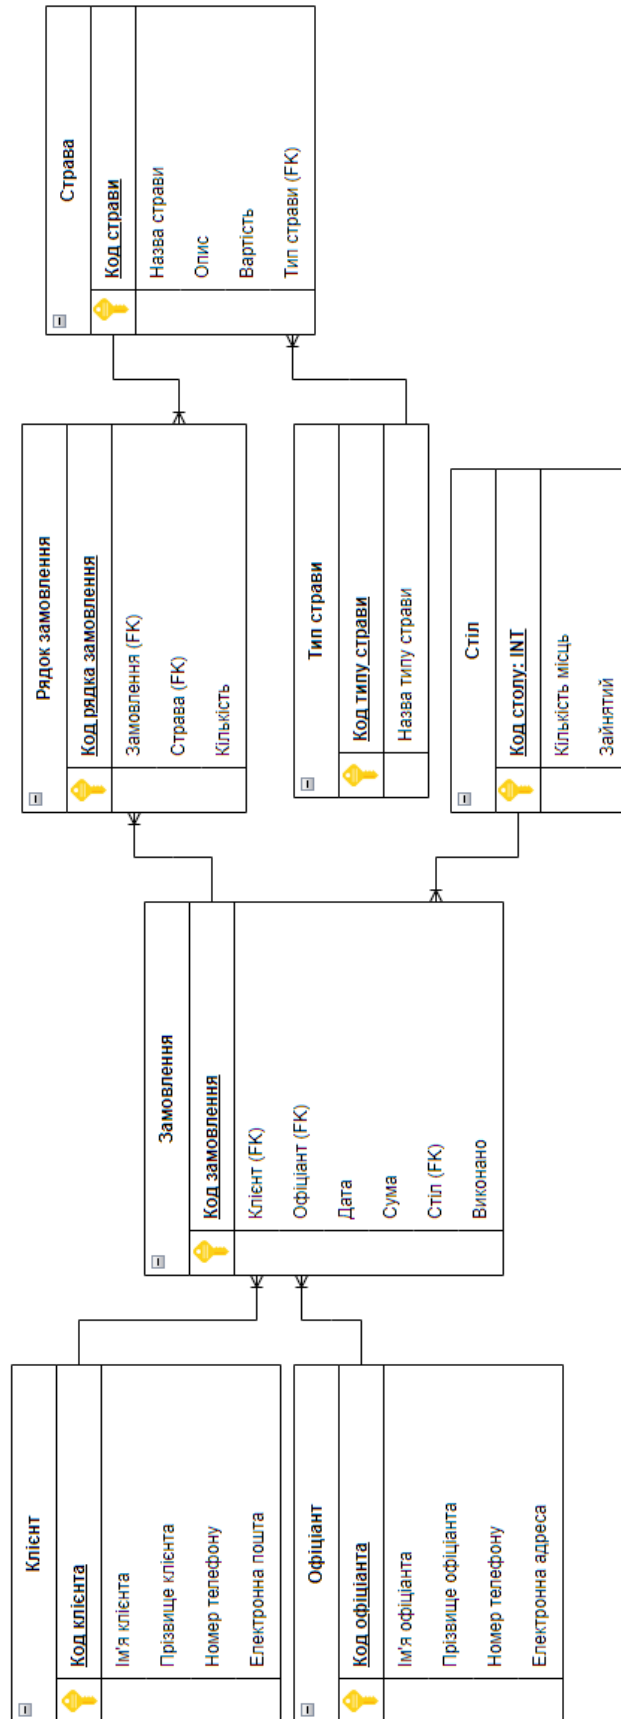 Клієнт
Код клієнта
Ім'я клієнта
Прізвище клієнта
Номер телефону
Електронна пошта
Офіціант
Код офіціанта
Ім'я офіціанта
Прізвище офіціанта
Номер телефону
Електронна адреса
Замовлення
Код замовлення
Клієнт (FK)
Офіціант (FK)
Дата
Сума
Стіл (FK)
Виконано
Рядок замовлення
Код рядка замовлення
Замовлення (FK)
Страва (FK)
Кількість
Тип страви
Код типу страви
Назва типу страви
Стіл
Код столу: INT
Кількість місць
Зайнятий
Страва
Код страви
Назва страви
Опис
Вартість
Тип страви (FK)